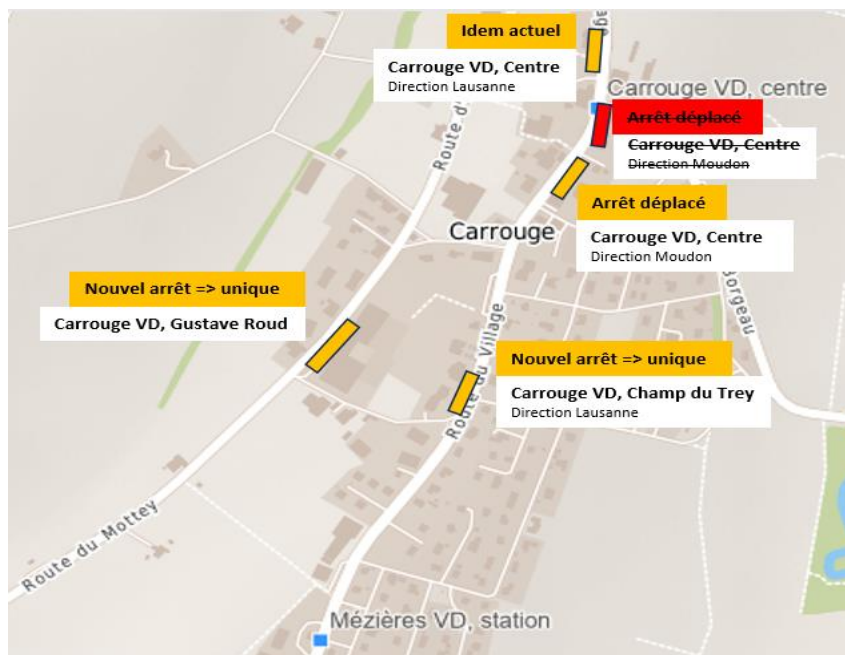 Idem actuel
Carrouge VD, Centre
Direction Lausanne
Carrouge VD, centre
Arrêt déplacé
Carrouge VD, Centre
Direction Moudon
Route d'
Arrêt déplacé
Carrouge VD, Centre
Direction Moudon
Carrouge
Borgeau
Nouvel arrêt => unique
Carrouge VD, Gustave Roud
Nouvel arrêt => unique
Carrouge VD, Champ du Trey
Direction Lausanne
Route du Village
Route du Mottey
Mézières VD, station